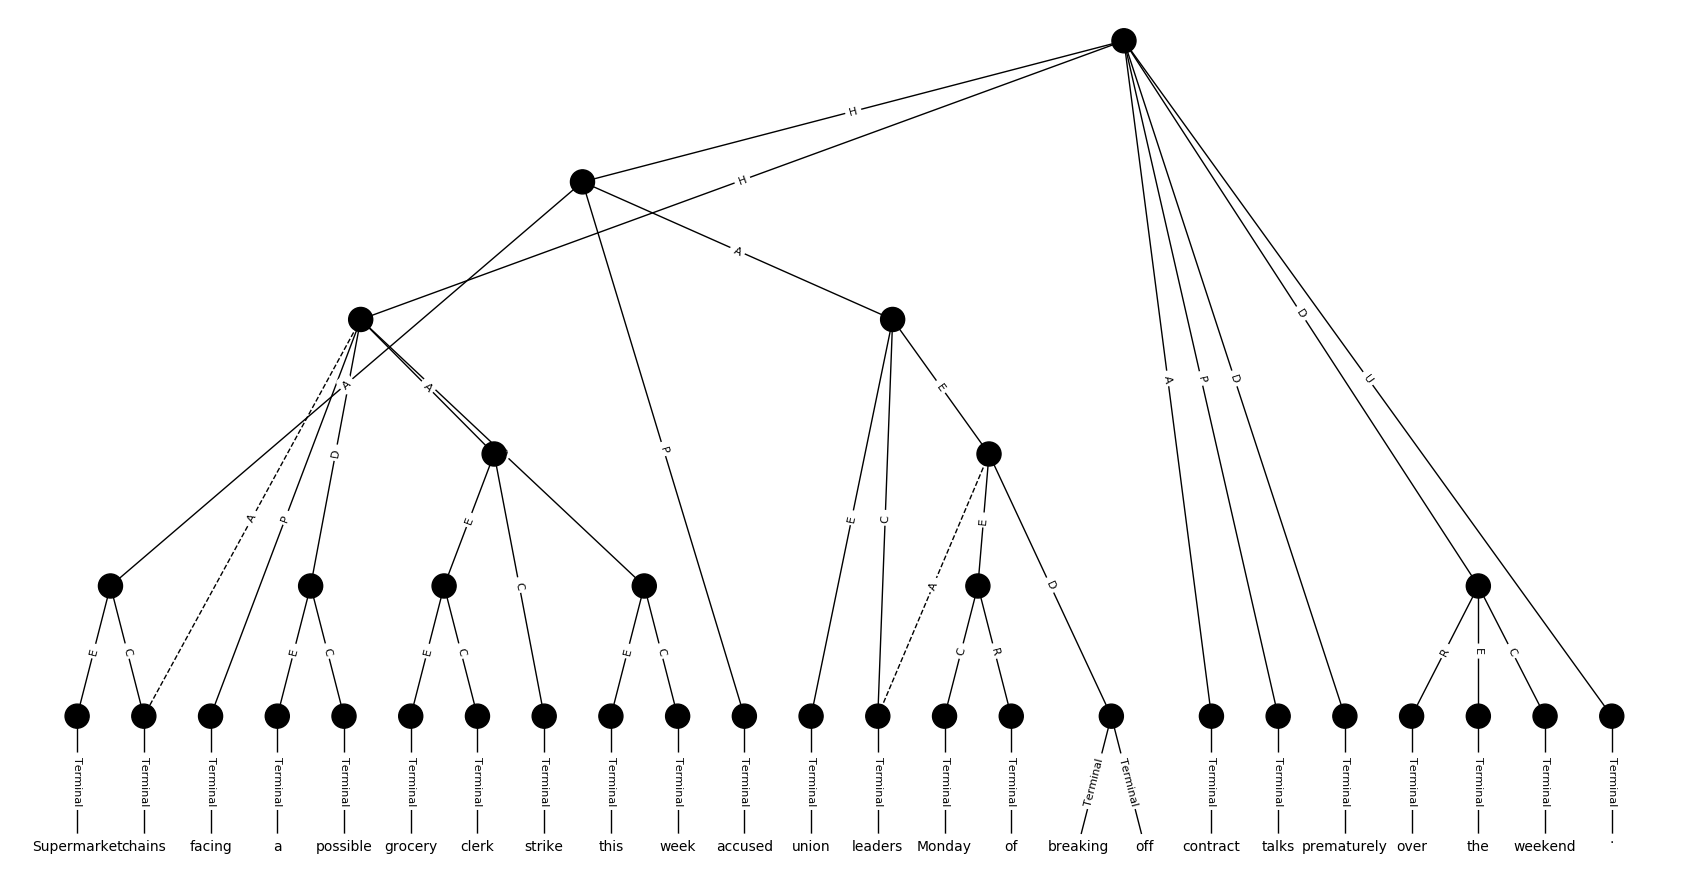 H
H
A
A
A
E
A
P
D
E
C
P
E
C
A
E
D
A
P
D
D
U
E
C
E
C
E
C
E
C
C
R
R
E
C
Terminal Terminal Terminal Terminal Terminal Terminal Terminal Terminal Terminal Terminal Terminal Terminal Terminal Terminal Terminal Terminal Terminal Terminal Terminal Terminal Terminal Terminal Terminal Terminal
Supermarket chains facing a possible grocery clerk strike this week accused union leaders Monday of breaking off contract talks prematurely over the weekend .